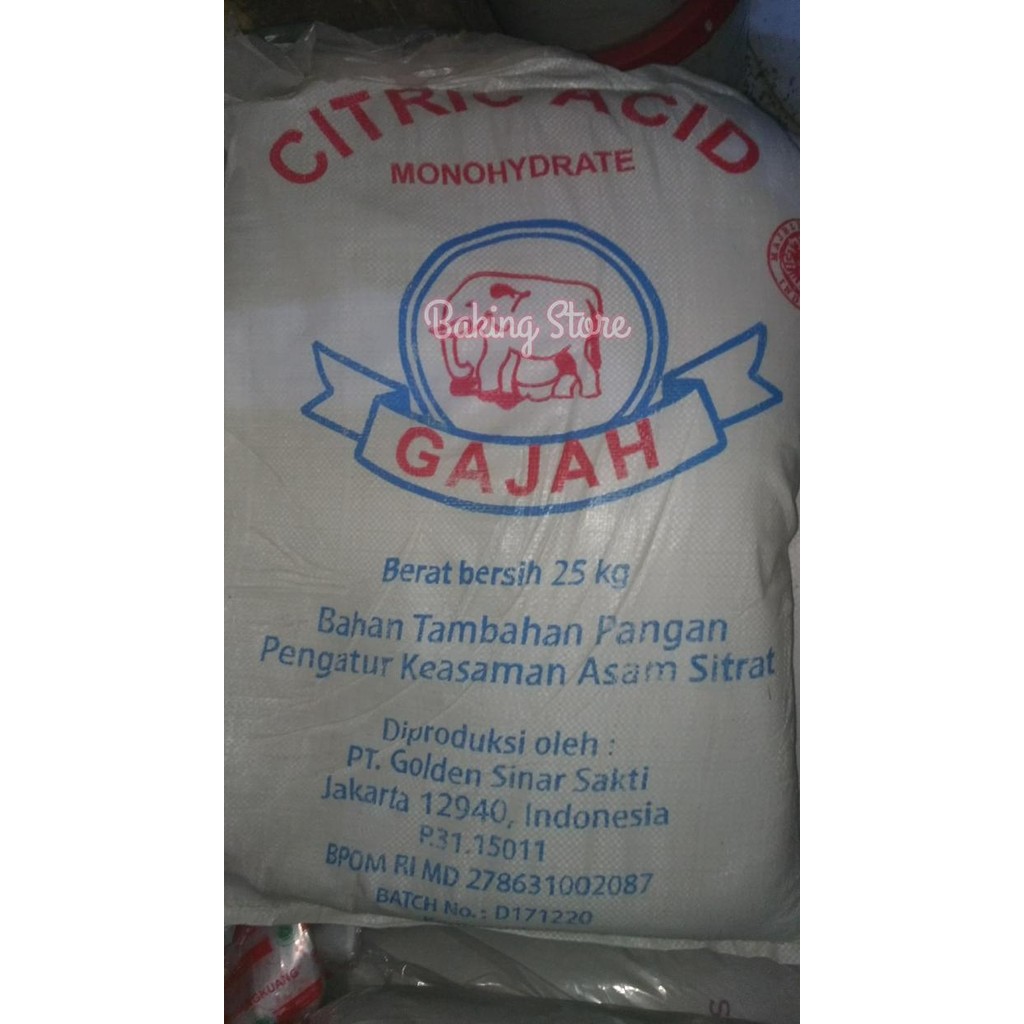 CITRIC ACID
MONOHYDRATE
Baking Store
GAJAH
Berat bersih 25 kg
Bahan Tambahan Pangan
Pengatur Keasaman Asam Sitrat
Diproduksi oleh :
PT. Golden Sinar Sakti
Jakarta 12940, Indonesia
P.31.15011
BPOM RI MD 278631002087
BATCH No. : D171220